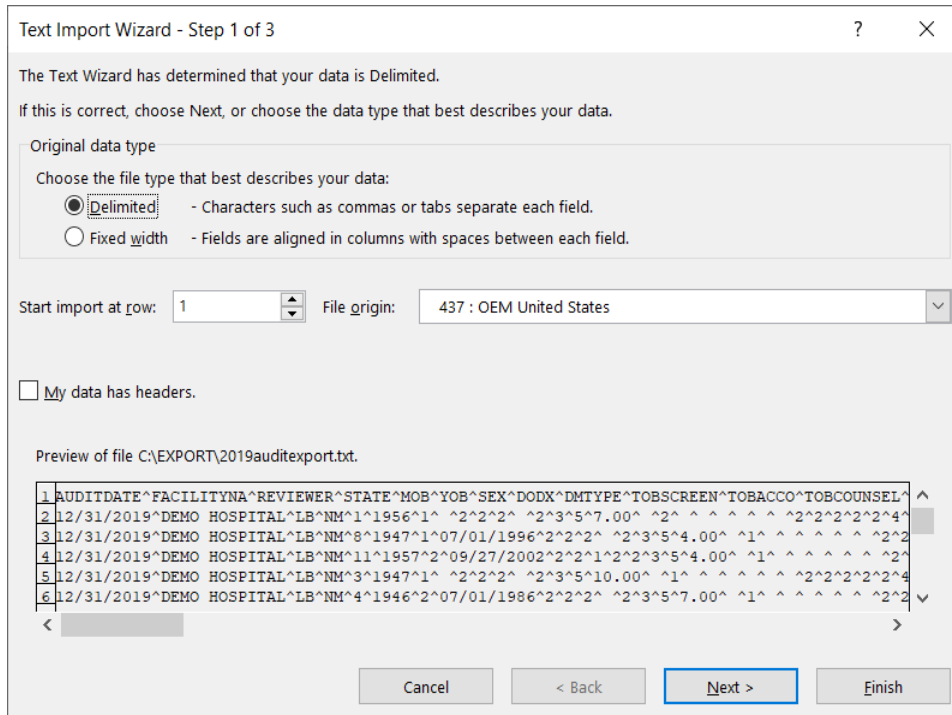 Text Import Wizard - Step 1 of 3
The Text Wizard has determined that your data is Delimited.
If this is correct, choose Next, or choose the data type that best describes your data.
Original data type
Choose the file type that best describes your data:
Delimited - Characters such as commas or tabs separate each field.
Fixed width - Fields are aligned in columns with spaces between each field.
Start import at row: 1 File origin: 437 : OEM United States
My data has headers.
Preview of file C:\EXPORT\2019auditexport.txt.
1 AUDITDATE^FACILITYNA^REVIEWER^STATE^MOB^YOB^SEX^DODX^DMTYPE^TOBSCREEN^TOBACCO^TOBCOUNSEL^
2 12/31/2019^DEMO HOSPITAL^LB^NM^1^1956^1^ ^2^2^2^ ^2^3^5^7.00^ ^2^ ^ ^ ^ ^ ^ ^2^2^2^2^2^4^
3 12/31/2019^DEMO HOSPITAL^LB^NM^8^1947^1^07/01/1996^2^2^2^ ^2^3^5^4.00^ ^1^ ^ ^ ^ ^ ^ ^2^2
4 12/31/2019^DEMO HOSPITAL^LB^NM^11^1957^2^09/27/2002^2^2^1^2^2^3^5^4.00^ ^1^ ^ ^ ^ ^ ^ ^2^
5 12/31/2019^DEMO HOSPITAL^LB^NM^3^1947^1^ ^2^2^2^ ^2^3^5^10.00^ ^1^ ^ ^ ^ ^ ^ ^2^2^2^2^2^4
6 12/31/2019^DEMO HOSPITAL^LB^NM^4^1946^2^07/01/1986^2^2^2^ ^2^3^5^7.00^ ^1^ ^ ^ ^ ^ ^ ^2^2
Cancel < Back Next > Finish